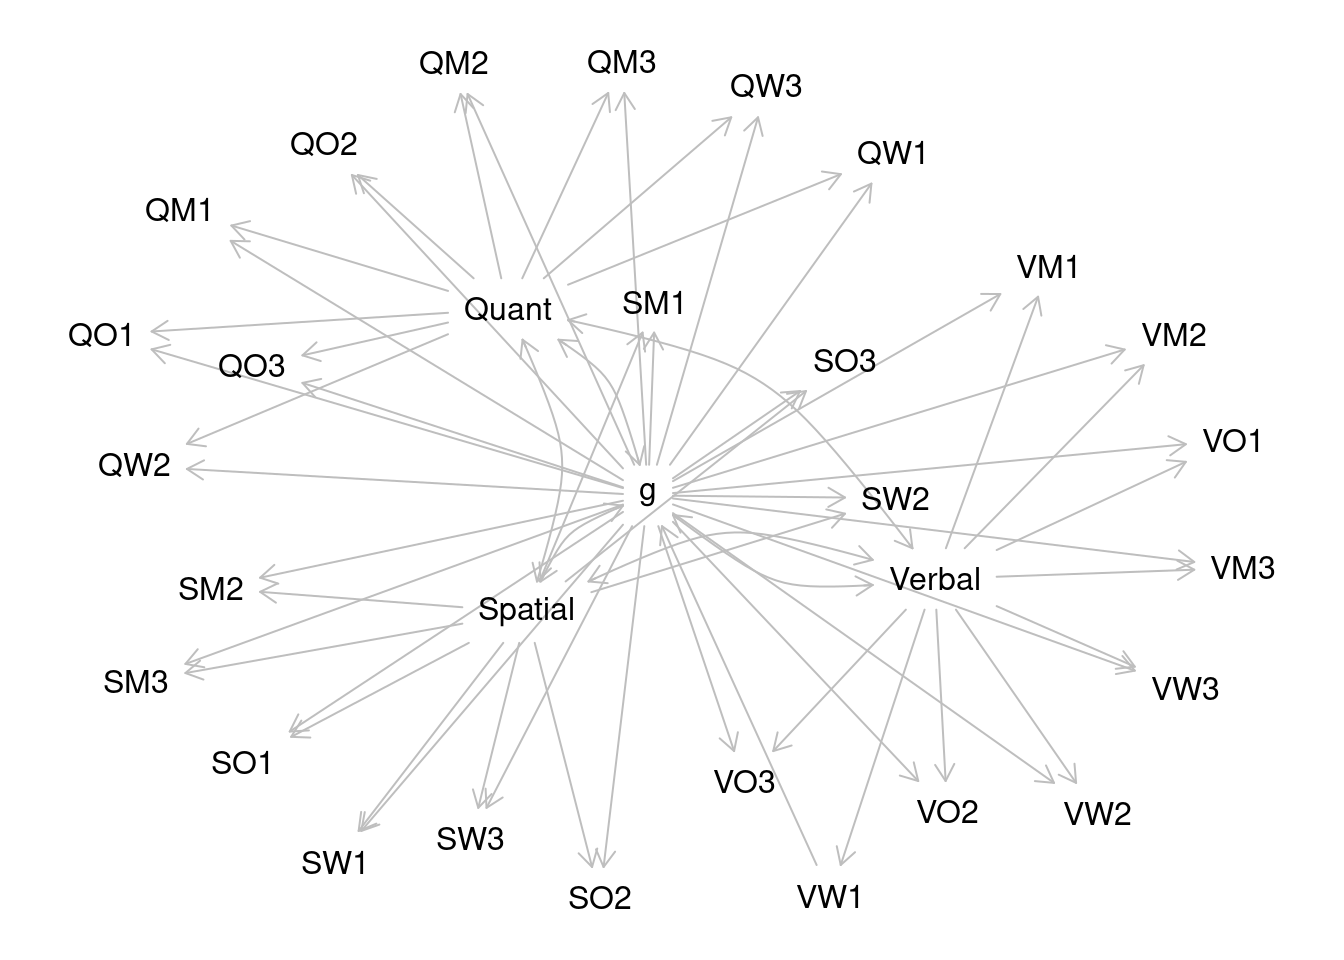 QM2
QM3
QW3
QO2
QW1
QM1
VM1
Quant
SM1
QO1
VM2
QO3
SO3
VO1
QW2
g
SW2
VM3
SM2
Verbal
Spatial
SM3
VW3
SO1
VO3
VO2
VW2
SW3
SW1
SO2
VW1